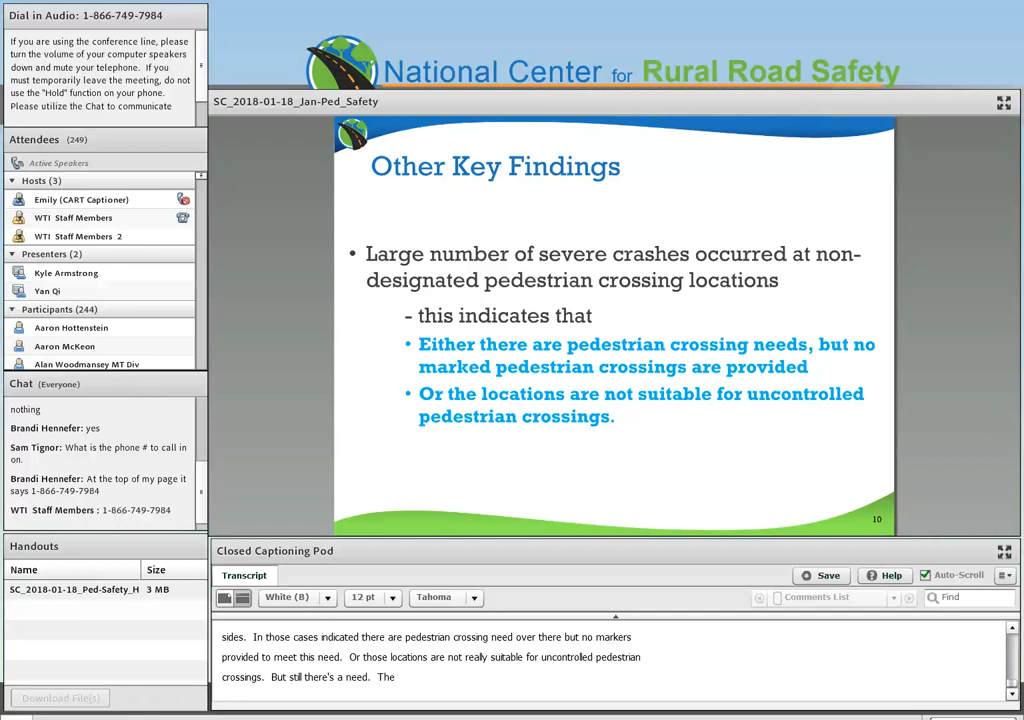 Dial in Audio: 1-866-749-7984
If you are using the conference line, please
turn the volume of your computer speakers
down and mute your telephone. If you
must temporarily leave the meeting, do not
use the "Hold" function on your phone.
Please utilize the Chat to communicate
National Center for Rural Road Safety
Attendees (249)
Active Speakers
Hosts (3)
Emily (CART Captioner)
WTI Staff Members
WTI Staff Members 2
Presenters (2)
Kyle Armstrong
Yan Qi
Participants (244)
Aaron Hottenstein
Aaron McKeon
Alan Woodmansey MT Div
Chat (Everyone)
nothing
Brandi Hennefer: yes
Sam Tignor: What is the phone # to call in
on.
Brandi Hennefer: At the top of my page it
says 1-866-749-7984
WTI Staff Members : 1-866-749-7984
Handouts
Name Size
SC_2018-01-18_Ped-Safety_H 3 MB
Download File(s)
SC_2018-01-18_Jan-Ped_Safety
Other Key Findings
• Large number of severe crashes occurred at non-
designated pedestrian crossing locations
- this indicates that
• Either there are pedestrian crossing needs, but no
marked pedestrian crossings are provided
• Or the locations are not suitable for uncontrolled
pedestrian crossings.
10
Closed Captioning Pod
Transcript Save Help Auto-Scroll
White (B) 12 pt Tahoma Comments List Find
sides. In those cases indicated there are pedestrian crossing need over there but no markers
provided to meet this need. Or those locations are not really suitable for uncontrolled pedestrian
crossings. But still there's a need. The